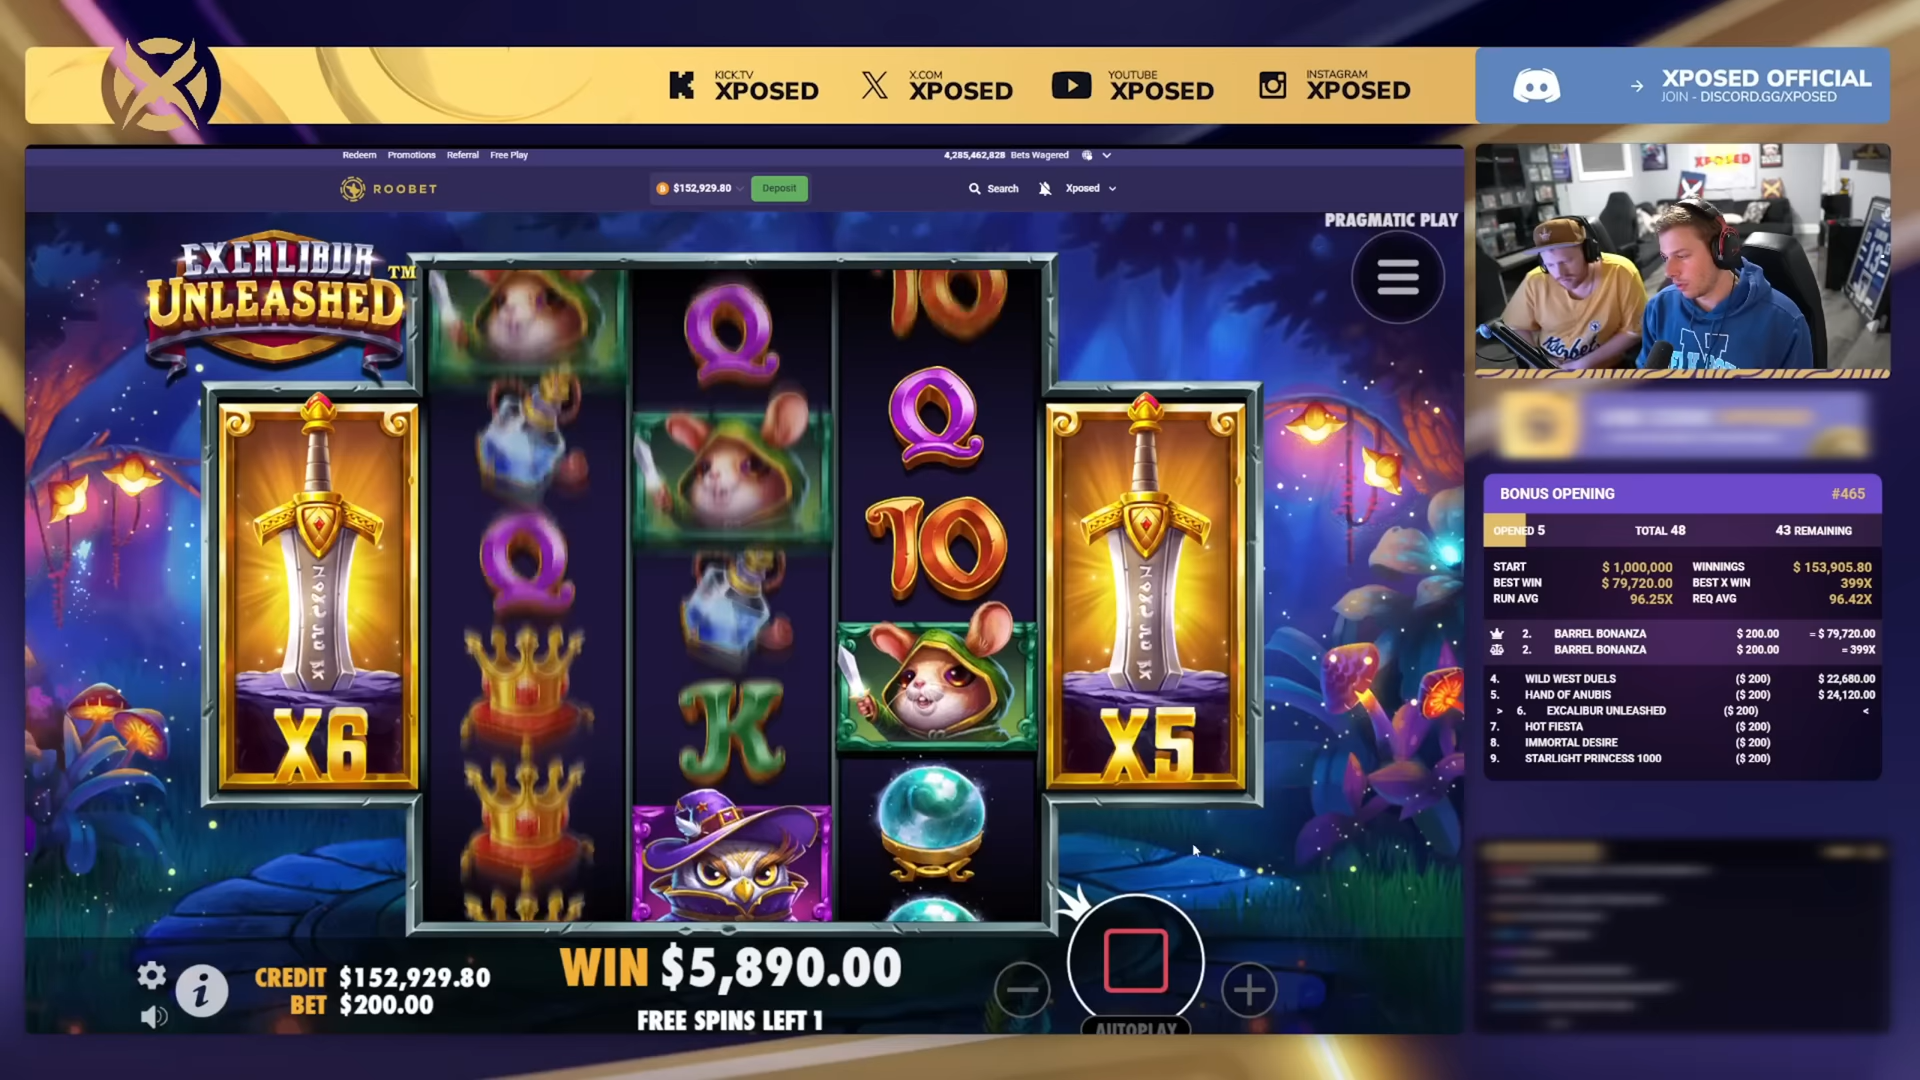 KICK.TV
XPOSED
X.COM
XPOSED
YOUTUBE
XPOSED
INSTAGRAM
XPOSED
XPOSED OFFICIAL
JOIN - DISCORD.GG/XPOSED
Redeem Promotions Referral Free Play
4,285,462,828 Bets Wagered
ROOBET
$152,929.80
Deposit
Search
Xposed
PRAGMATIC PLAY
EXCALIBUR
UNLEASHED™
XPOSED
10
Q
Q
10
Q
K
X6
X5
BONUS OPENING #465
OPENED 5 TOTAL 48 43 REMAINING
START $ 1,000,000 WINNINGS $ 153,905.80
BEST WIN $ 79,720.00 BEST X WIN 399X
RUN AVG 96.25X REQ AVG 96.42X
2. BARREL BONANZA $ 200.00 = $ 79,720.00
2. BARREL BONANZA $ 200.00 = 399X
4. WILD WEST DUELS ($ 200) $ 22,680.00
5. HAND OF ANUBIS ($ 200) $ 24,120.00
> 6. EXCALIBUR UNLEASHED ($ 200) <
7. HOT FIESTA ($ 200)
8. IMMORTAL DESIRE ($ 200)
9. STARLIGHT PRINCESS 1000 ($ 200)
CREDIT $152,929.80
BET $200.00
WIN $5,890.00
FREE SPINS LEFT 1
AUTOPLAY